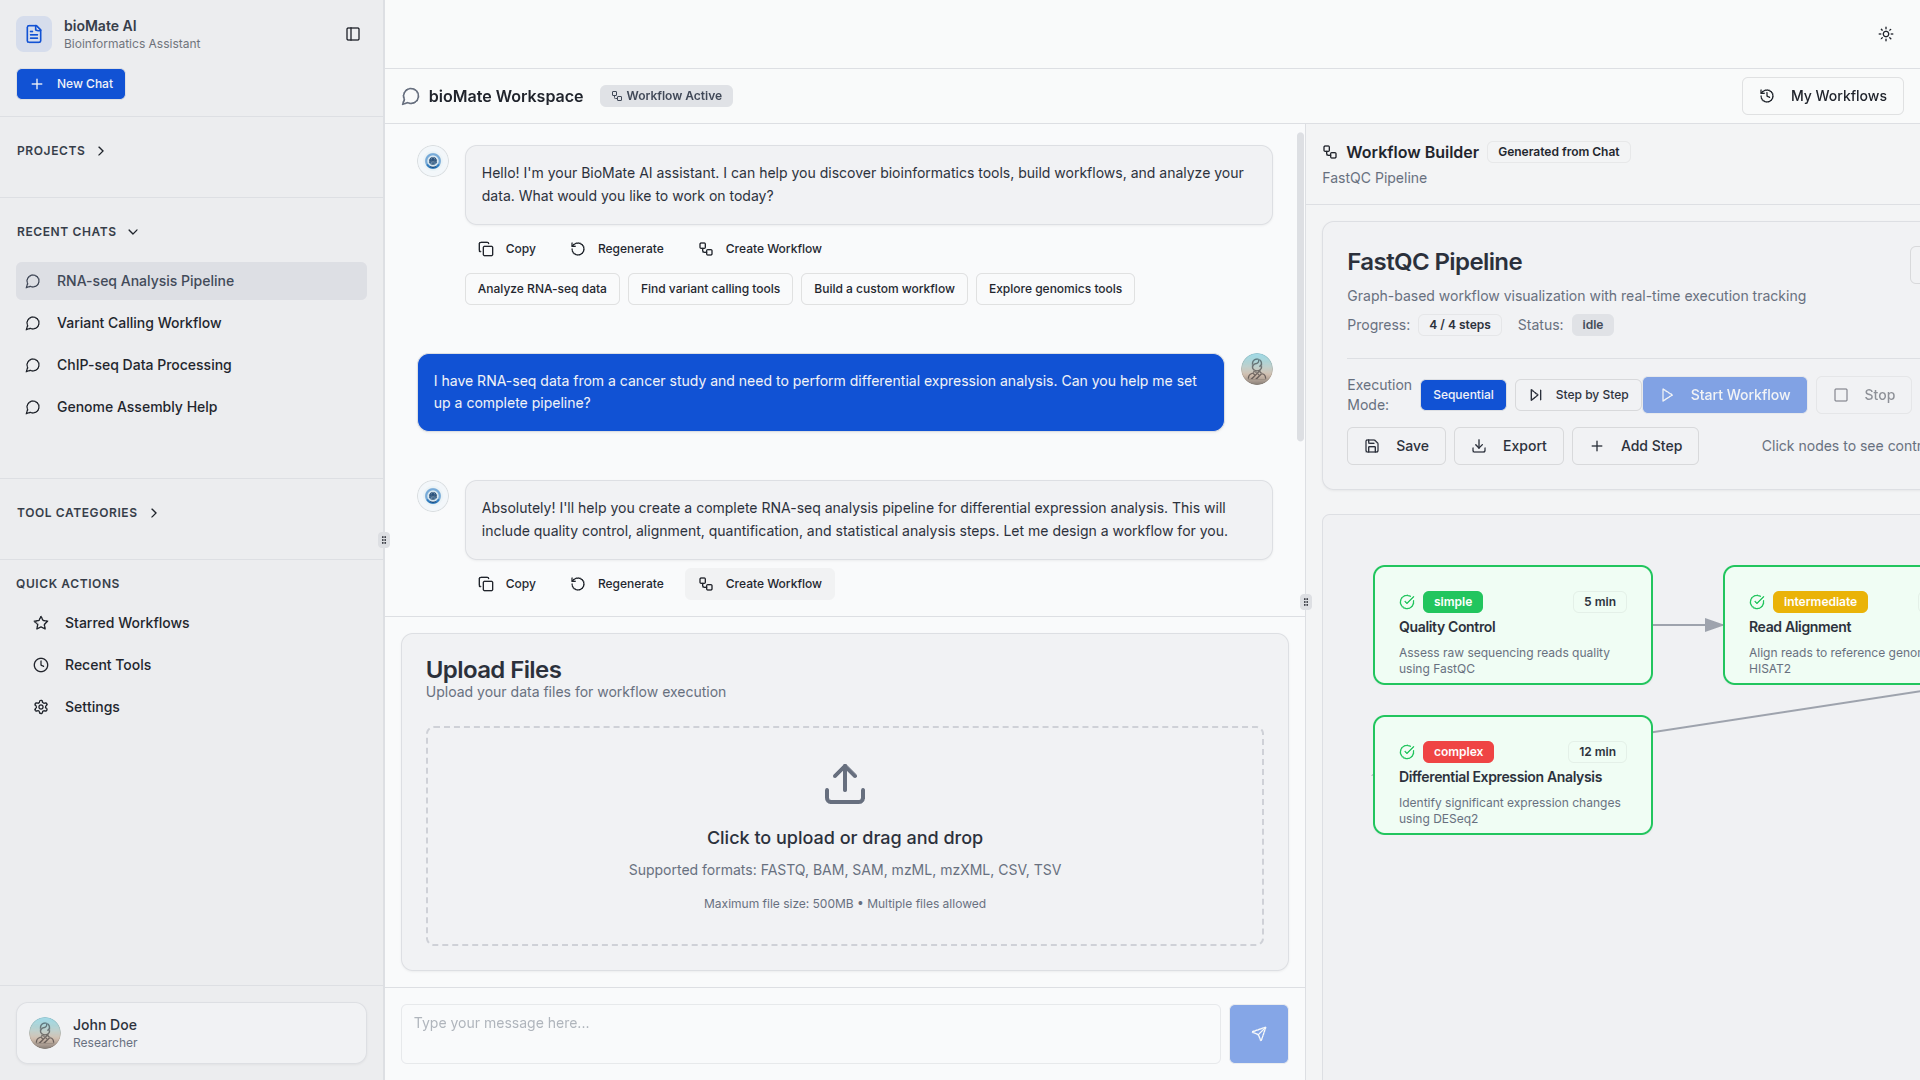 bioMate AI
Bioinformatics Assistant
New Chat
PROJECTS
RECENT CHATS
RNA-seq Analysis Pipeline
Variant Calling Workflow
ChIP-seq Data Processing
Genome Assembly Help
TOOL CATEGORIES
QUICK ACTIONS
Starred Workflows
Recent Tools
Settings
John Doe
Researcher
bioMate Workspace
Workflow Active
My Workflows
Hello! I'm your BioMate AI assistant. I can help you discover bioinformatics tools, build workflows, and analyze your
data. What would you like to work on today?
Copy
Regenerate
Create Workflow
Analyze RNA-seq data
Find variant calling tools
Build a custom workflow
Explore genomics tools
I have RNA-seq data from a cancer study and need to perform differential expression analysis. Can you help me set
up a complete pipeline?
Absolutely! I'll help you create a complete RNA-seq analysis pipeline for differential expression analysis. This will
include quality control, alignment, quantification, and statistical analysis steps. Let me design a workflow for you.
Copy
Regenerate
Create Workflow
Upload Files
Upload your data files for workflow execution
Click to upload or drag and drop
Supported formats: FASTQ, BAM, SAM, mzML, mzXML, CSV, TSV
Maximum file size: 500MB • Multiple files allowed
Type your message here...
Workflow Builder
Generated from Chat
FastQC Pipeline
FastQC Pipeline
Graph-based workflow visualization with real-time execution tracking
Progress:
4 / 4 steps
Status:
idle
Execution
Mode:
Sequential
Step by Step
Start Workflow
Stop
Save
Export
Add Step
Click nodes to see contr
simple
5 min
Quality Control
Assess raw sequencing reads quality
using FastQC
intermediate
Read Alignment
Align reads to reference geno
HISAT2
complex
12 min
Differential Expression Analysis
Identify significant expression changes
using DESeq2